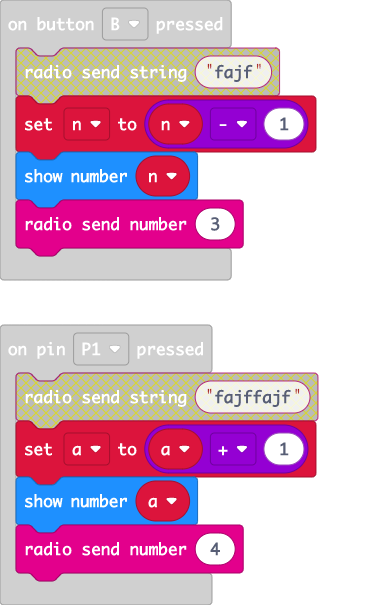 on button B pressed
radio send string "fajf"
set n to n - 1
show number n
radio send number 3
on pin P1 pressed
radio send string "fajffajf"
set a to a + 1
show number a
radio send number 4